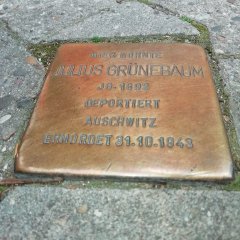 HIER WOHNTE
JULIUS GRÜNEBAUM
JG. 1893
DEPORTIERT
AUSCHWITZ
ERMORDET 31.10.1943